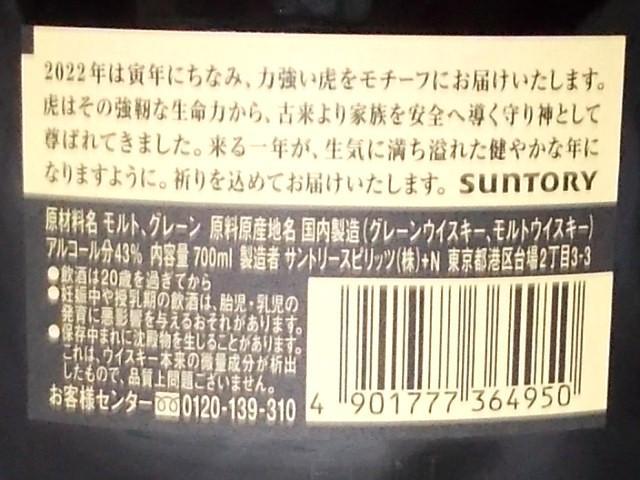 2022年は寅年にちなみ、力強い虎をモチーフにお届けいたします。
虎はその強靭な生命力から、古来より家族を安全へ導く守り神として
尊ばれてきました。来る一年が、生気に満ち溢れた健やかな年に
なりますように。祈りを込めてお届けいたします。 SUNTORY
原材料名 モルト、グレーン 原料原産地名 国内製造(グレーンウイスキー、モルトウイスキー)
アルコール分43% 内容量 700ml 製造者 サントリースピリッツ(株)+N 東京都港区台場2丁目3-3
●飲酒は20歳を過ぎてから
●妊娠中や授乳期の飲酒は、胎児・乳児の
発育に悪影響を与えるおそれがあります。
●保存中まれに沈殿物を生じることがあります。
これは、ウイスキー本来の微量成分が析出
したもので、品質上問題ございません。
お客様センター 0120-139-310
4 901777 364950